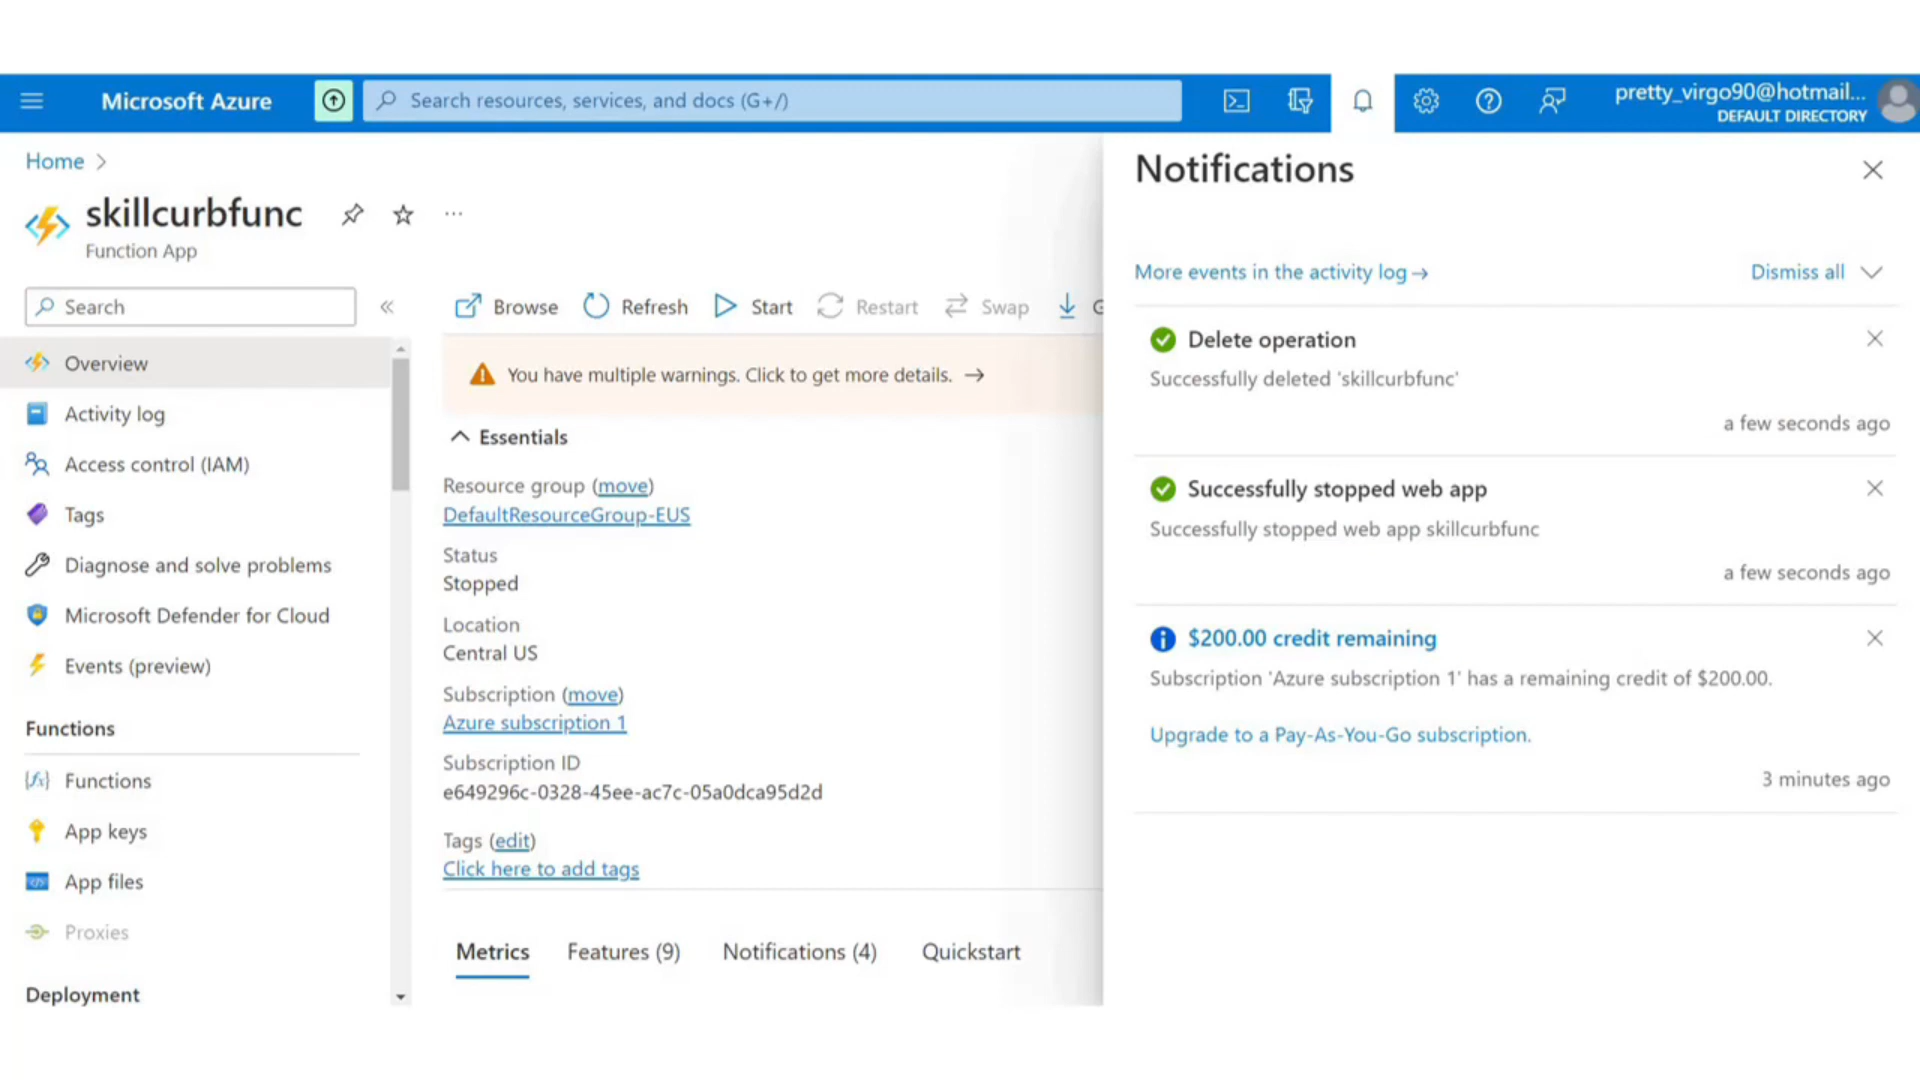 Microsoft Azure
Search resources, services, and docs (G+/)
pretty_virgo90@hotmail...
DEFAULT DIRECTORY
Home
skillcurbfunc
Function App
Search
Overview
Activity log
Access control (IAM)
Tags
Diagnose and solve problems
Microsoft Defender for Cloud
Events (preview)
Functions
Functions
App keys
App files
Proxies
Deployment
Browse
Refresh
Start
Restart
Swap
G
You have multiple warnings. Click to get more details. →
Essentials
Resource group (move)
DefaultResourceGroup-EUS
Status
Stopped
Location
Central US
Subscription (move)
Azure subscription 1
Subscription ID
e649296c-0328-45ee-ac7c-05a0dca95d2d
Tags (edit)
Click here to add tags
Metrics
Features (9)
Notifications (4)
Quickstart
Notifications
More events in the activity log →
Dismiss all
Delete operation
Successfully deleted 'skillcurbfunc'
a few seconds ago
Successfully stopped web app
Successfully stopped web app skillcurbfunc
a few seconds ago
$200.00 credit remaining
Subscription 'Azure subscription 1' has a remaining credit of $200.00.
Upgrade to a Pay-As-You-Go subscription.
3 minutes ago